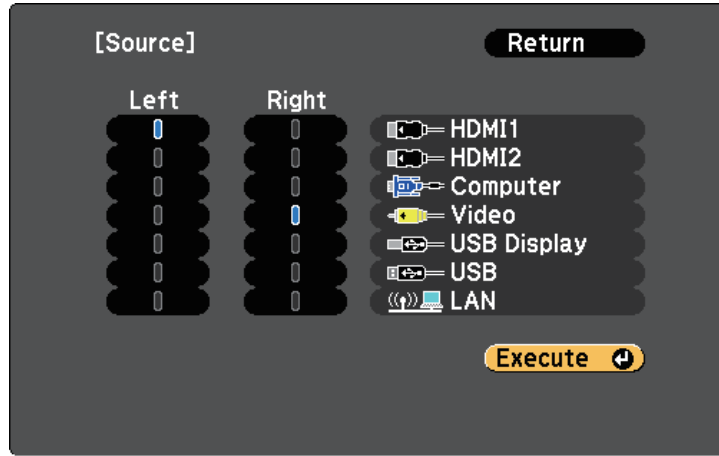 [Source] Return
Left Right
HDMI1
HDMI2
Computer
Video
USB Display
USB
LAN
Execute